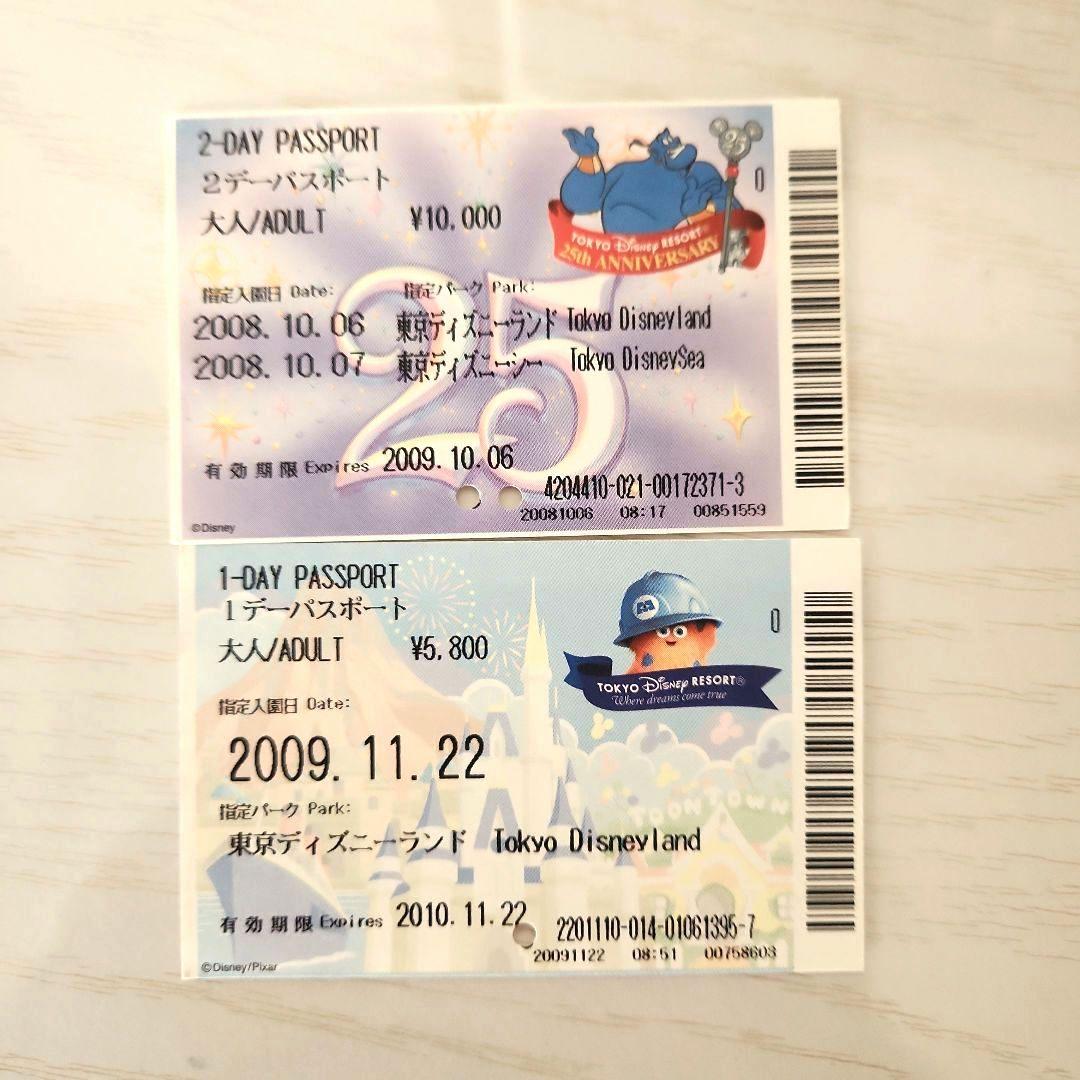 2-DAY PASSPORT
2デーパスポート
大人/ADULT ¥10,000
0
25
TOKYO Disney RESORT®
25th ANNIVERSARY
指定入園日 Date: 指定パーク Park:
2008.10.06 東京ディズニーランド Tokyo Disneyland
2008.10.07 東京ディズニーシー Tokyo DisneySea
25
有効期限 Expires 2009.10.06
4204410-021-00172371-3
20081006 08:17 00851559
©Disney
1-DAY PASSPORT
1デーパスポート
大人/ADULT ¥5,800
0
TOKYO Disney RESORT®
Where dreams come true
指定入園日 Date:
2009.11.22
指定パーク Park:
TOONTOWN
東京ディズニーランド Tokyo Disneyland
有効期限 Expires 2010.11.22
2201110-014-01061395-7
20091122 08:51 00758603
©Disney/Pixar